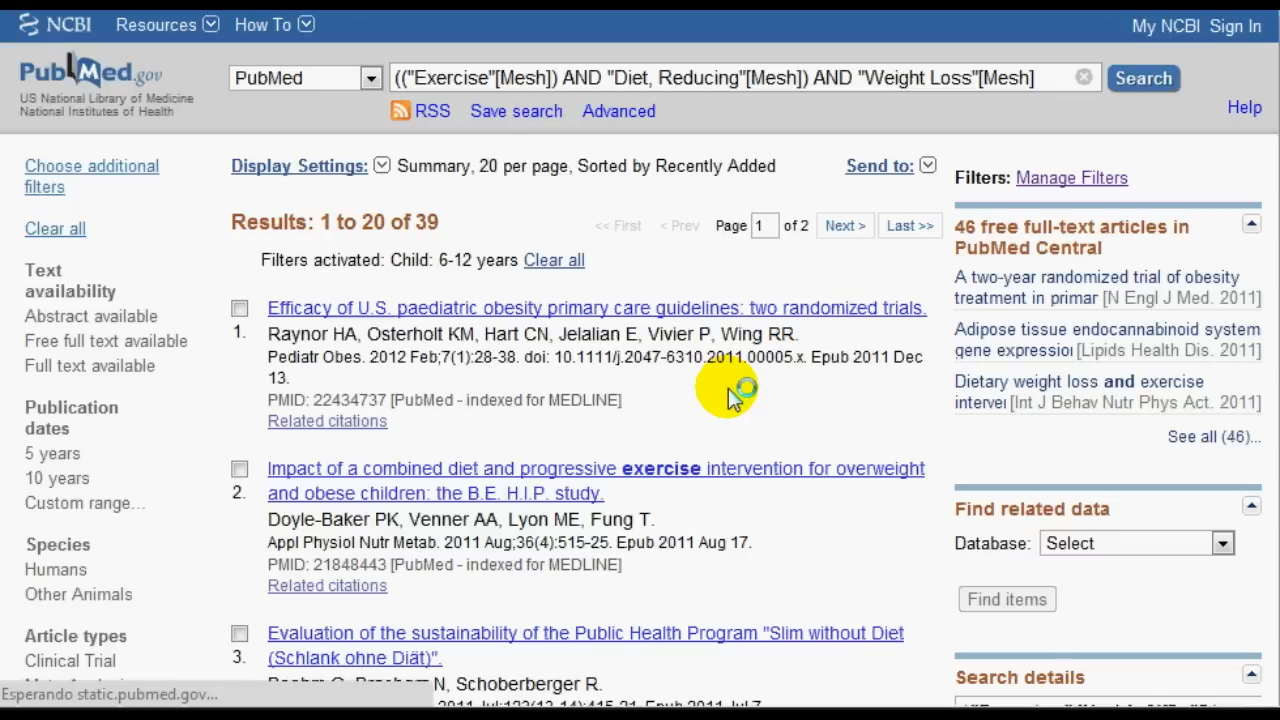 NCBI Resources How To My NCBI Sign In
PubMed.gov
US National Library of Medicine
National Institutes of Health
PubMed
(("Exercise"[Mesh]) AND "Diet, Reducing"[Mesh]) AND "Weight Loss"[Mesh]
Search
RSS Save search Advanced
Help
Choose additional
filters
Clear all
Text
availability
Abstract available
Free full text available
Full text available
Publication
dates
5 years
10 years
Custom range...
Species
Humans
Other Animals
Article types
Clinical Trial
Esperando static.pubmed.gov...
Display Settings: Summary, 20 per page, Sorted by Recently Added Send to:
Results: 1 to 20 of 39
<< First < Prev Page 1 of 2 Next > Last >>
Filters activated: Child: 6-12 years Clear all
Efficacy of U.S. paediatric obesity primary care guidelines: two randomized trials.
1. Raynor HA, Osterholt KM, Hart CN, Jelalian E, Vivier P, Wing RR.
Pediatr Obes. 2012 Feb;7(1):28-38. doi: 10.1111/j.2047-6310.2011.00005.x. Epub 2011 Dec
13.
PMID: 22434737 [PubMed - indexed for MEDLINE]
Related citations
Impact of a combined diet and progressive exercise intervention for overweight
2. and obese children: the B.E. H.I.P. study.
Doyle-Baker PK, Venner AA, Lyon ME, Fung T.
Appl Physiol Nutr Metab. 2011 Aug;36(4):515-25. Epub 2011 Aug 17.
PMID: 21848443 [PubMed - indexed for MEDLINE]
Related citations
Evaluation of the sustainability of the Public Health Program "Slim without Diet
3. (Schlank ohne Diät)".
N, Schoberberger R.
Filters: Manage Filters
46 free full-text articles in
PubMed Central
A two-year randomized trial of obesity
treatment in primar [N Engl J Med. 2011]
Adipose tissue endocannabinoid system
gene expressio [Lipids Health Dis. 2011]
Dietary weight loss and exercise
interve [Int J Behav Nutr Phys Act. 2011]
See all (46)...
Find related data
Database: Select
Find items
Search details